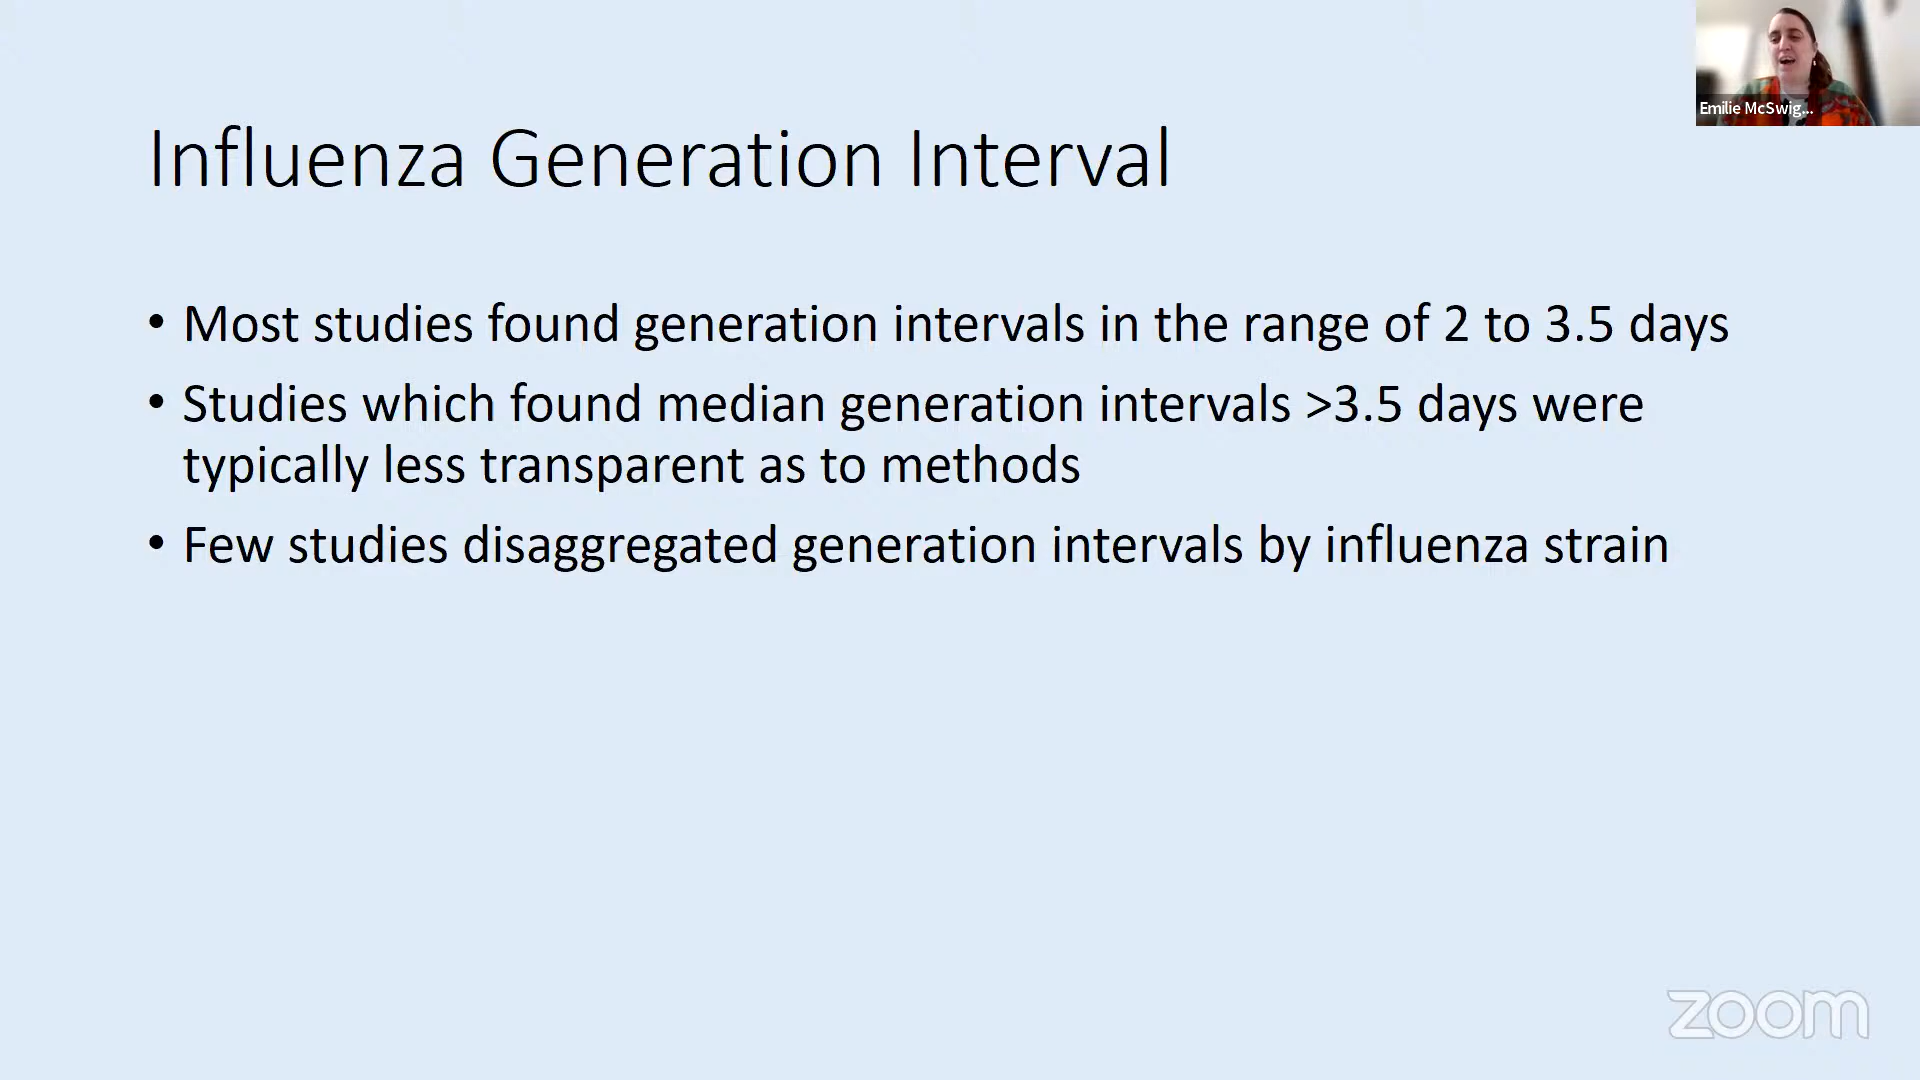 Emilie McSwig...
Influenza Generation Interval
• Most studies found generation intervals in the range of 2 to 3.5 days
• Studies which found median generation intervals >3.5 days were
typically less transparent as to methods
• Few studies disaggregated generation intervals by influenza strain
zoom